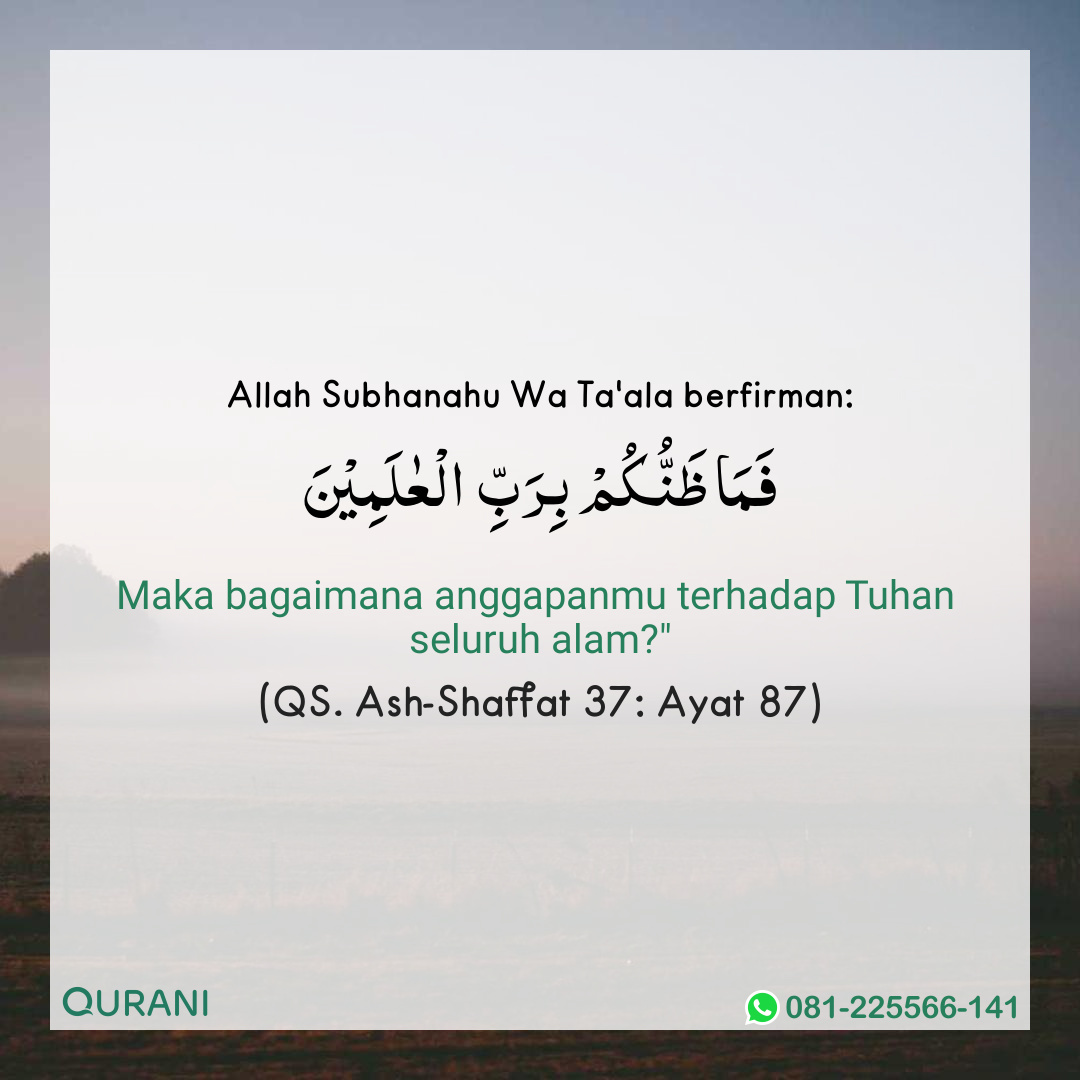 Allah Subhanahu Wa Ta'ala berfirman:
فَمَا ظَنُّكُمْ بِرَبِّ الْعٰلَمِيْنَ
Maka bagaimana anggapanmu terhadap Tuhan
seluruh alam?"
(QS. Ash-Shaffat 37: Ayat 87)
QURANI
081-225566-141